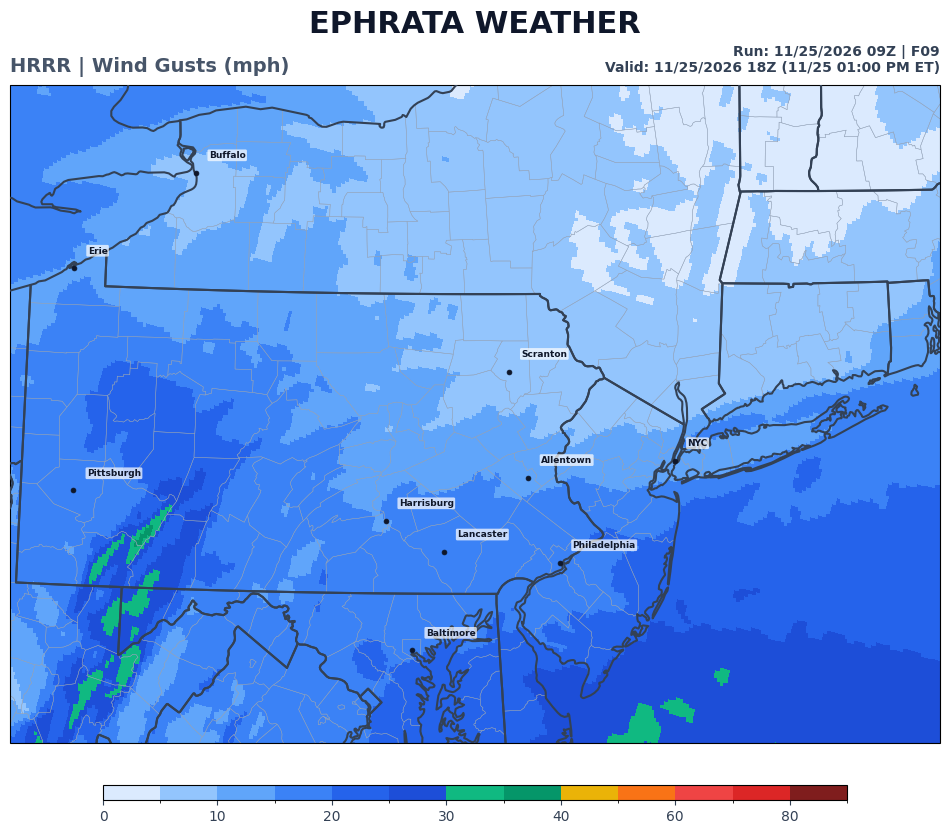 EPHRATA WEATHER
HRRR | Wind Gusts (mph)
Run: 11/25/2026 09Z | F09
Valid: 11/25/2026 18Z (11/25 01:00 PM ET)
Buffalo
Erie
Scranton
NYC
Allentown
Pittsburgh
Harrisburg
Lancaster
Philadelphia
Baltimore
0 10 20 30 40 50 60 70 80